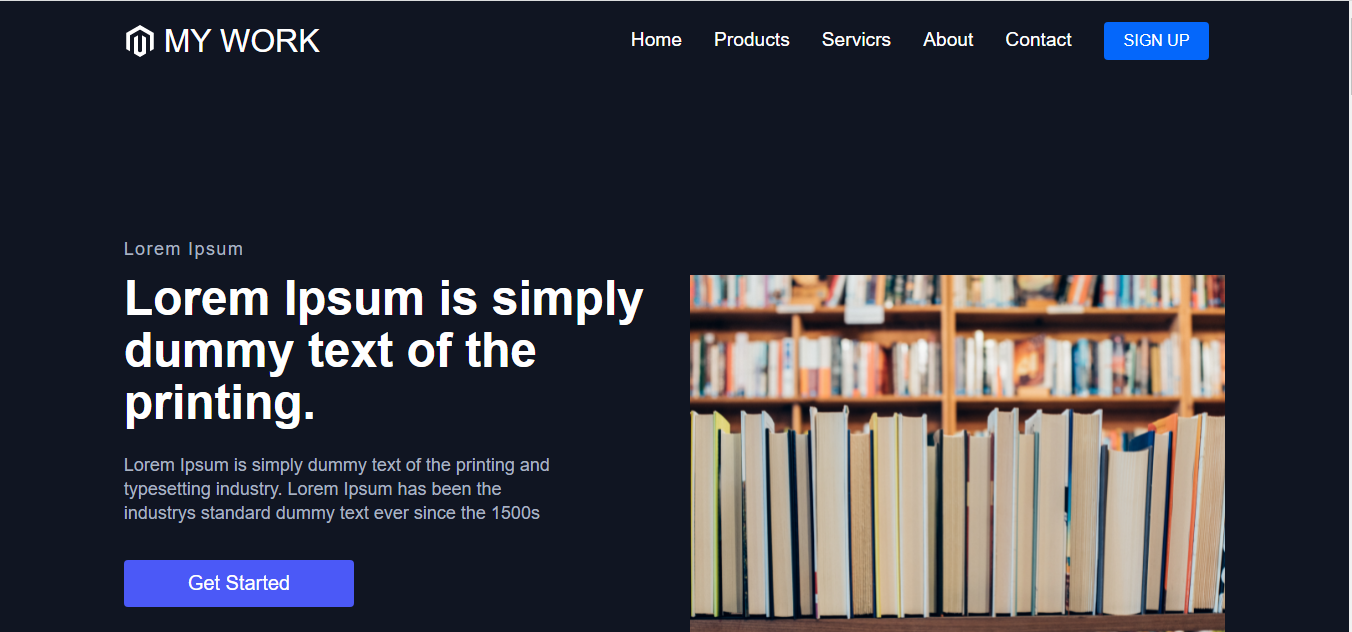 MY WORK
Home Products Servicrs About Contact SIGN UP
Lorem Ipsum
Lorem Ipsum is simply
dummy text of the
printing.
Lorem Ipsum is simply dummy text of the printing and
typesetting industry. Lorem Ipsum has been the
industrys standard dummy text ever since the 1500s
Get Started